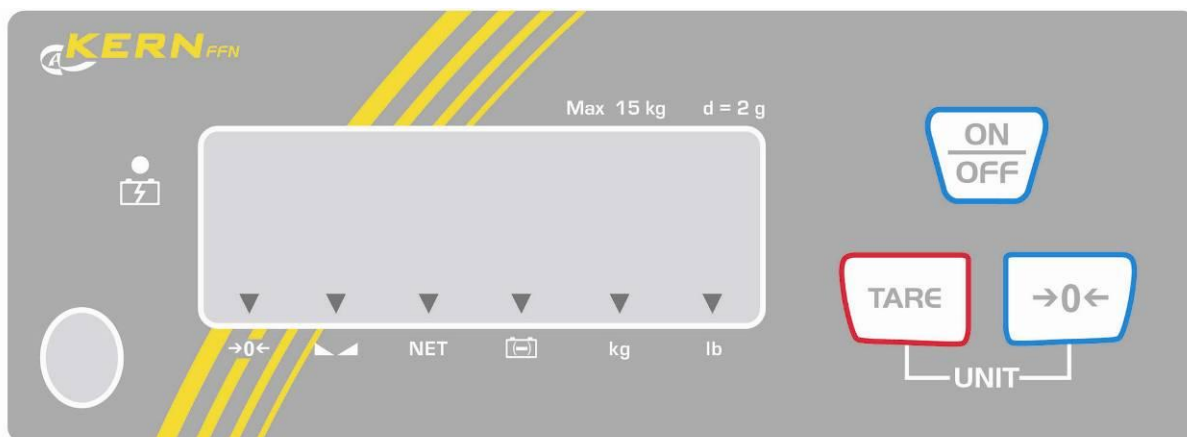 KERN FFN
Max 15 kg d = 2 g
ON
OFF
TARE →0←
→0← NET kg lb
UNIT